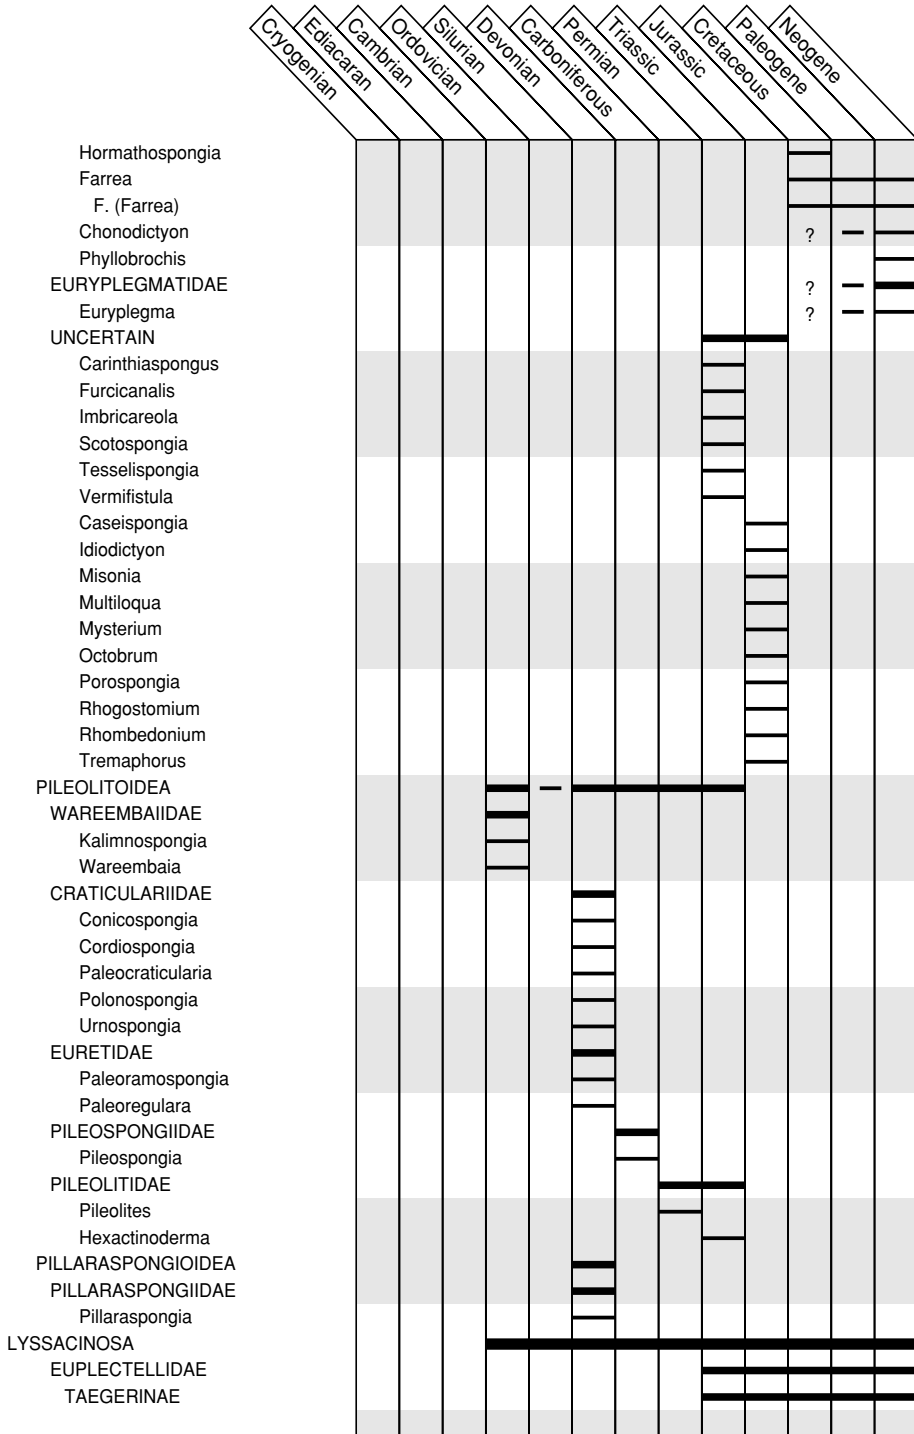 Cryogenian
Ediacaran
Cambrian
Ordovician
Silurian
Devonian
Carboniferous
Permian
Triassic
Jurassic
Cretaceous
Paleogene
Neogene
Hormathospongia
Farrea
F. (Farrea)
Chonodictyon ?
Phyllobrochis
EURYPLEGMATIDAE ?
Euryplegma ?
UNCERTAIN
Carinthiaspongus
Furcicanalis
Imbricareola
Scotospongia
Tesselispongia
Vermifistula
Caseispongia
Idiodictyon
Misonia
Multiloqua
Mysterium
Octobrum
Porospongia
Rhogostomium
Rhombedonium
Tremaphorus
PILEOLITOIDEA
WAREEMBAIIDAE
Kalimnospongia
Wareembaia
CRATICULARIIDAE
Conicospongia
Cordiospongia
Paleocraticularia
Polonospongia
Urnospongia
EURETIDAE
Paleoramospongia
Paleoregulara
PILEOSPONGIIDAE
Pileospongia
PILEOLITIDAE
Pileolites
Hexactinoderma
PILLARASPONGIOIDEA
PILLARASPONGIIDAE
Pillaraspongia
LYSSACINOSA
EUPLECTELLIDAE
TAEGERINAE